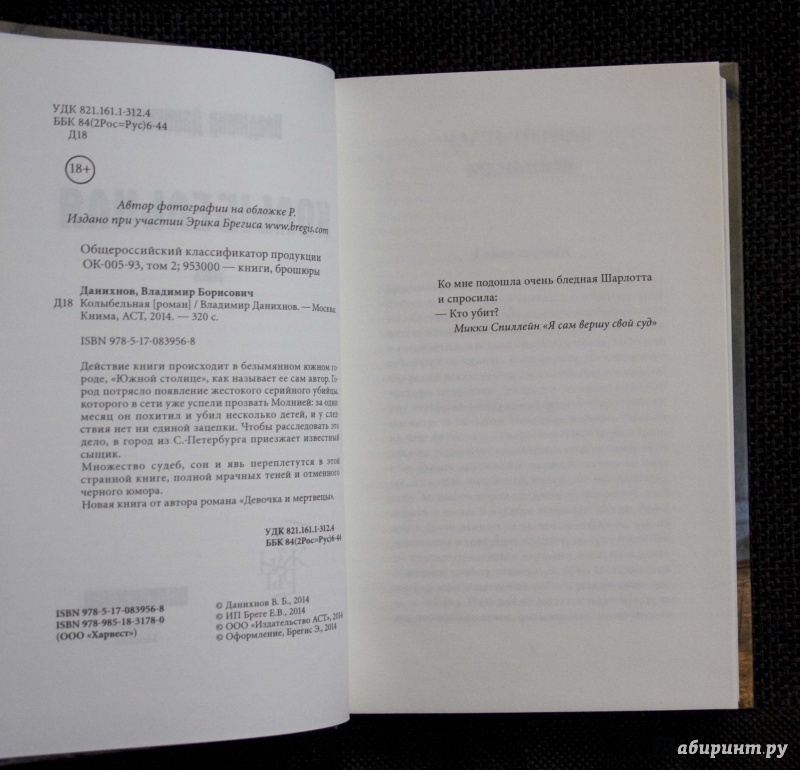 УДК 821.161.1-312.4
ББК 84(2Рос=Рус)6-44
Д18
18+
Автор фотографии на обложке Р.
Издано при участии Эрика Брегиса www.bregis.com
Общероссийский классификатор продукции
ОК-005-93, том 2; 953000 — книги, брошюры
Данихнов, Владимир Борисович
Д18 Колыбельная [роман] / Владимир Данихнов. — Москва:
Книма, АСТ, 2014. — 320 с.
ISBN 978-5-17-083956-8
Действие книги происходит в безымянном южном го-
роде, «Южной столице», как называет ее сам автор. Го-
род потрясло появление жестокого серийного убийцы,
которого в сети уже успели прозвать Молнией: за один
месяц он похитил и убил несколько детей, и у след-
ствия нет ни единой зацепки. Чтобы расследовать это
дело, в город из С.-Петербурга приезжает известный
сыщик.
Множество судеб, сон и явь переплетутся в этой
странной книге, полной мрачных теней и отменного
черного юмора.
Новая книга от автора романа «Девочка и мертвецы».
УДК 821.161.1-312.4
ББК 84(2Рос=Рус)6-44
ISBN 978-5-17-083956-8
ISBN 978-985-18-3178-0
(ООО «Харвест»)
© Данихнов В. Б., 2014
© ИП Бреге Е.В., 2014
© ООО «Издательство АСТ», 2014
© Оформление, Брегис Э., 2014
Ко мне подошла очень бледная Шарлотта
и спросила:
— Кто убит?
Микки Спиллейн «Я сам вершу свой суд»
абиринт.ру